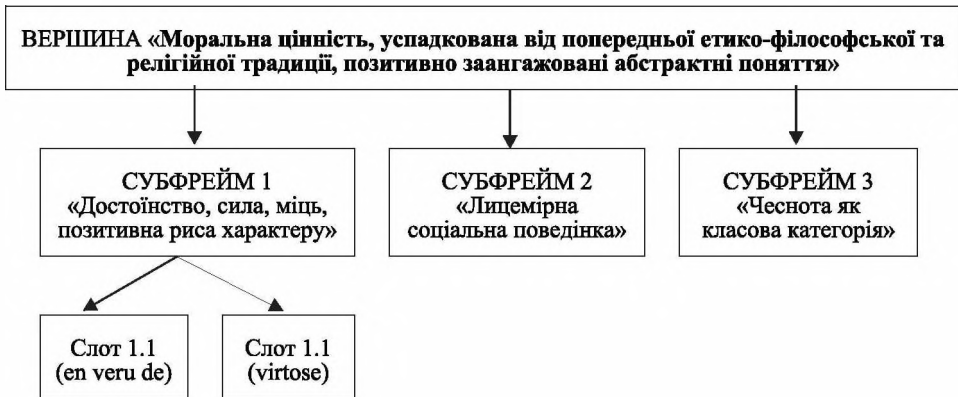 ВЕРШИНА «Моральна цінність, успадкована від попередньої етико-філософської та
релігійної традиції, позитивно заангажовані абстрактні поняття»
СУБФРЕЙМ 1
«Достоїнство, сила, міць,
позитивна риса характеру»
СУБФРЕЙМ 2
«Лицемірна
соціальна поведінка»
СУБФРЕЙМ 3
«Чеснота як
класова категорія»
Слот 1.1
(en veru de)
Слот 1.1
(virtose)